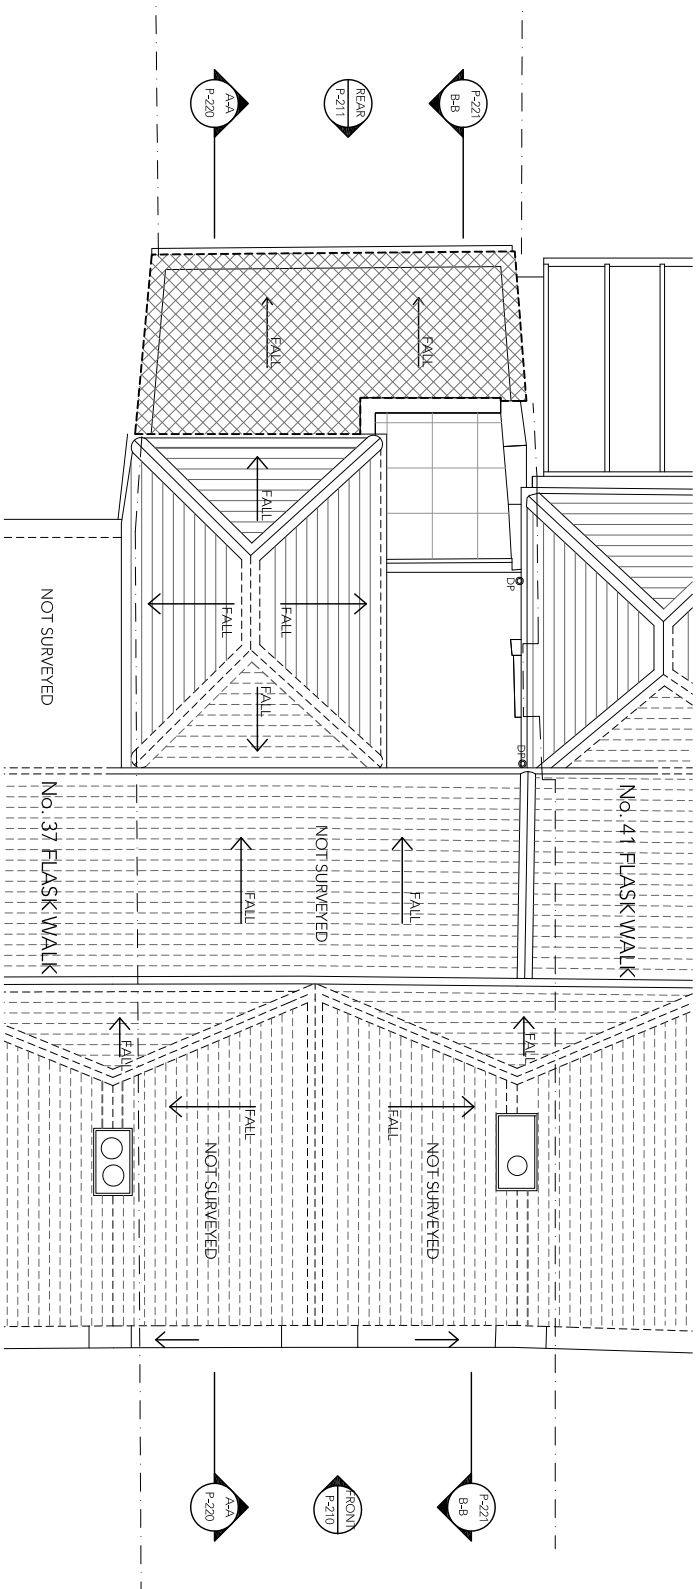 A-A
P-220
REAR
P-211
P-221
B-B
FALL
FALL
FALL
DP
NOT SURVEYED
FALL
FALL
FALL
DP
No. 37 FLASK WALK
NOT SURVEYED
No. 41 FLASK WALK
FALL
FALL
FALL
FALL
FALL
FALL
NOT SURVEYED
NOT SURVEYED
A-A
P-220
FRONT
P-210
P-221
B-B